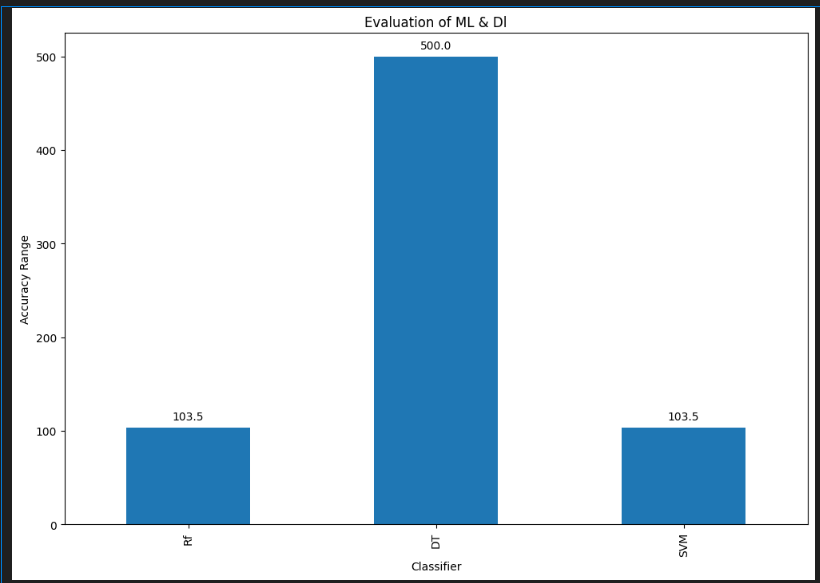 Evaluation of ML & Dl
500.0
103.5
103.5
500
400
300
200
100
0
Accuracy Range
Rf
DT
SVM
Classifier